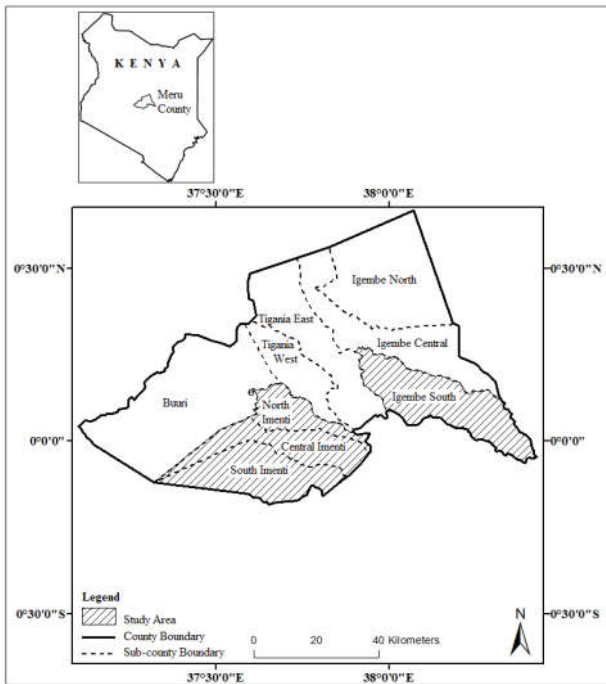 K E N Y A
Meru
County
37°30'0"E
38°0'0"E
0°30'N
0°30'0"N
Igembe North
Tigania East
Igembe Central
Tigania
West
Igembe South
Buuri
North
Imenti
0°0'0"
0°0'0"
Central Imenti
South Imenti
Legend
Study Area
County Boundary
Sub-county Boundary
0 20 40 Kilometers
N
0°30'0"S
0°30'0"S
37°30'0"E
38°0'0"E